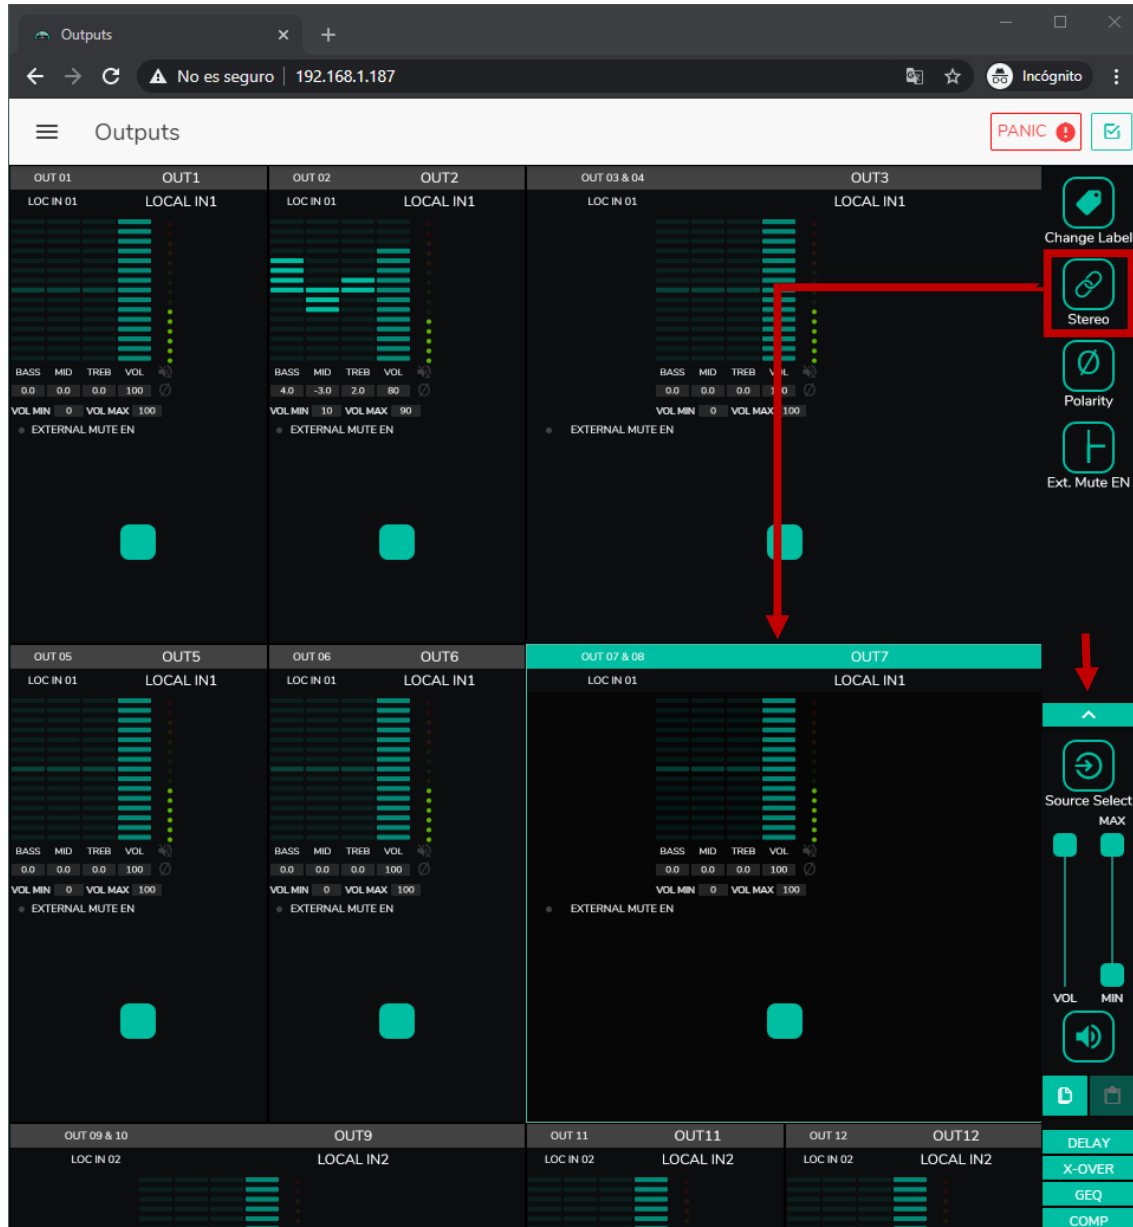 Outputs
No es seguro | 192.168.1.187
Incógnito
Outputs
PANIC
OUT 01 OUT1
LOC IN 01 LOCAL IN1
BASS MID TREB VOL
0.0 0.0 0.0 100
VOL MIN 0 VOL MAX 100
EXTERNAL MUTE EN
OUT 02 OUT2
LOC IN 01 LOCAL IN1
BASS MID TREB VOL
4.0 -3.0 2.0 80
VOL MIN 10 VOL MAX 90
EXTERNAL MUTE EN
OUT 03 & 04 OUT3
LOC IN 01 LOCAL IN1
BASS MID TREB VOL
0.0 0.0 0.0 100
VOL MIN 0 VOL MAX 100
EXTERNAL MUTE EN
Change Label
Stereo
Polarity
Ext. Mute EN
OUT 05 OUT5
LOC IN 01 LOCAL IN1
BASS MID TREB VOL
0.0 0.0 0.0 100
VOL MIN 0 VOL MAX 100
EXTERNAL MUTE EN
OUT 06 OUT6
LOC IN 01 LOCAL IN1
BASS MID TREB VOL
0.0 0.0 0.0 100
VOL MIN 0 VOL MAX 100
EXTERNAL MUTE EN
OUT 07 & 08 OUT7
LOC IN 01 LOCAL IN1
BASS MID TREB VOL
0.0 0.0 0.0 100
VOL MIN 0 VOL MAX 100
EXTERNAL MUTE EN
Source Select
MAX
VOL MIN
OUT 09 & 10 OUT9
LOC IN 02 LOCAL IN2
OUT 11 OUT11
LOC IN 02 LOCAL IN2
OUT 12 OUT12
LOC IN 02 LOCAL IN2
DELAY
X-OVER
GEQ
COMP